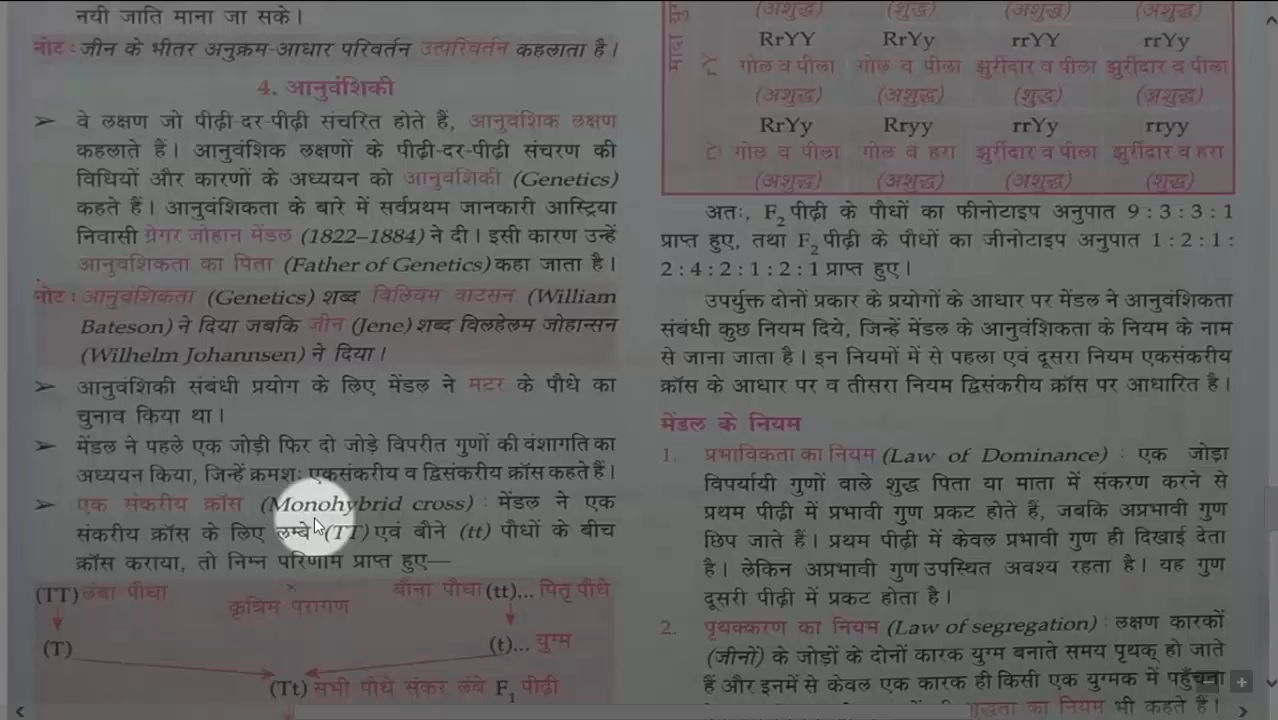 नयी जाति माना जा सके।
नोट : जीन के भीतर अनुक्रम-आधार परिवर्तन उत्परिवर्तन कहलाता है।
4. आनुवंशिकी
➢ वे लक्षण जो पीढ़ी-दर-पीढ़ी संचरित होते हैं, आनुवंशिक लक्षण
कहलाते हैं। आनुवंशिक लक्षणों के पीढ़ी-दर-पीढ़ी संचरण की
विधियों और कारणों के अध्ययन को आनुवंशिकी (Genetics)
कहते हैं। आनुवंशिकता के बारे में सर्वप्रथम जानकारी आस्ट्रिया
निवासी ग्रेगर जोहान मेंडल (1822–1884) ने दी। इसी कारण उन्हें
आनुवंशिकता का पिता (Father of Genetics) कहा जाता है।
नोट : आनुवंशिकता (Genetics) शब्द विलियम वाटसन (William
Bateson) ने दिया जबकि जीन (Jene) शब्द विलहेलम जोहान्सन
(Wilhelm Johannsen) ने दिया।
➢ आनुवंशिकी संबंधी प्रयोग के लिए मेंडल ने मटर के पौधे का
चुनाव किया था।
➢ मेंडल ने पहले एक जोड़ी फिर दो जोड़े विपरीत गुणों की वंशागति का
अध्ययन किया, जिन्हें क्रमशः एकसंकरीय व द्विसंकरीय क्रॉस कहते हैं।
➢ एक संकरीय क्रॉस (Monohybrid cross) : मेंडल ने एक
संकरीय क्रॉस के लिए लम्बे (TT) एवं बौने (tt) पौधों के बीच
क्रॉस कराया, तो निम्न परिणाम प्राप्त हुए—
(TT) लंबा पौधा × बौना पौधा (tt)... पितृ पौधे
कृत्रिम परागण
(T) (t)... युग्म
(Tt) सभी पौधे संकर लंबे F₁ पीढ़ी
(अशुद्ध) (शुद्ध) (अशुद्ध) (अशुद्ध)
RrYY RrYy rrYY rrYy
गोल व पीला गोल व पीला झुर्रीदार व पीला झुर्रीदार व पीला
(अशुद्ध) (अशुद्ध) (शुद्ध) (अशुद्ध)
RrYy Rryy rrYy rryy
गोल व पीला गोल व हरा झुर्रीदार व पीला झुर्रीदार व हरा
(अशुद्ध) (अशुद्ध) (अशुद्ध) (शुद्ध)
अतः, F₂ पीढ़ी के पौधों का फीनोटाइप अनुपात 9 : 3 : 3 : 1
प्राप्त हुए, तथा F₂ पीढ़ी के पौधों का जीनोटाइप अनुपात 1 : 2 : 1 :
2 : 4 : 2 : 1 : 2 : 1 प्राप्त हुए।
उपर्युक्त दोनों प्रकार के प्रयोगों के आधार पर मेंडल ने आनुवंशिकता
संबंधी कुछ नियम दिये, जिन्हें मेंडल के आनुवंशिकता के नियम के नाम
से जाना जाता है। इन नियमों में से पहला एवं दूसरा नियम एकसंकरीय
क्रॉस के आधार पर व तीसरा नियम द्विसंकरीय क्रॉस पर आधारित है।
मेंडल के नियम
1. प्रभाविकता का नियम (Law of Dominance) : एक जोड़ा
विपर्यायी गुणों वाले शुद्ध पिता या माता में संकरण करने से
प्रथम पीढ़ी में प्रभावी गुण प्रकट होते हैं, जबकि अप्रभावी गुण
छिप जाते हैं। प्रथम पीढ़ी में केवल प्रभावी गुण ही दिखाई देता
है। लेकिन अप्रभावी गुण उपस्थित अवश्य रहता है। यह गुण
दूसरी पीढ़ी में प्रकट होता है।
2. पृथक्करण का नियम (Law of segregation) : लक्षण कारकों
(जीनों) के जोड़ों के दोनों कारक युग्म बनाते समय पृथक् हो जाते
हैं और इनमें से केवल एक कारक ही किसी एक युग्मक में पहुँचता
का नियम भी कहते हैं।